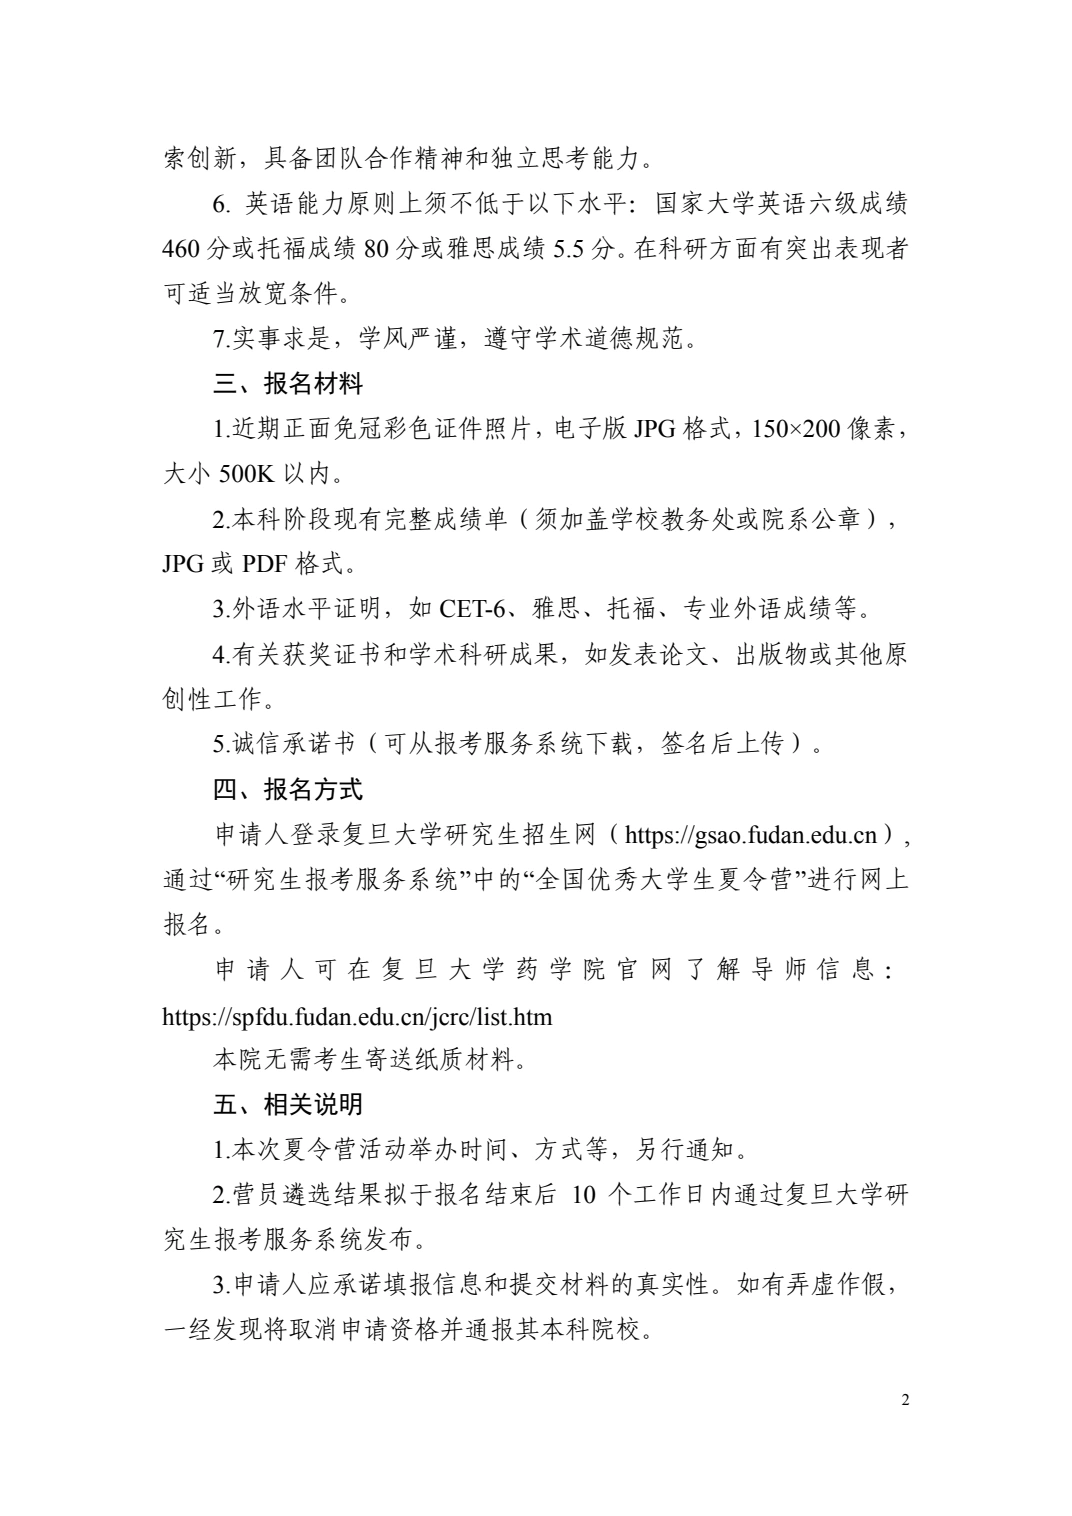 索创新，具备团队合作精神和独立思考能力。
6. 英语能力原则上须不低于以下水平：国家大学英语六级成绩
460 分或托福成绩 80 分或雅思成绩 5.5 分。在科研方面有突出表现者
可适当放宽条件。
7.实事求是，学风严谨，遵守学术道德规范。
三、报名材料
1.近期正面免冠彩色证件照片，电子版 JPG 格式，150×200 像素，
大小 500K 以内。
2.本科阶段现有完整成绩单（须加盖学校教务处或院系公章），
JPG 或 PDF 格式。
3.外语水平证明，如 CET-6、雅思、托福、专业外语成绩等。
4.有关获奖证书和学术科研成果，如发表论文、出版物或其他原
创性工作。
5.诚信承诺书（可从报考服务系统下载，签名后上传）。
四、报名方式
申请人登录复旦大学研究生招生网（https://gsao.fudan.edu.cn）,
通过“研究生报考服务系统”中的“全国优秀大学生夏令营”进行网上
报名。
申请人可在复旦大学药学院官网了解导师信息：
https://spfdu.fudan.edu.cn/jcrc/list.htm
本院无需考生寄送纸质材料。
五、相关说明
1.本次夏令营活动举办时间、方式等，另行通知。
2.营员遴选结果拟于报名结束后 10 个工作日内通过复旦大学研
究生报考服务系统发布。
3.申请人应承诺填报信息和提交材料的真实性。如有弄虚作假，
一经发现将取消申请资格并通报其本科院校。
2